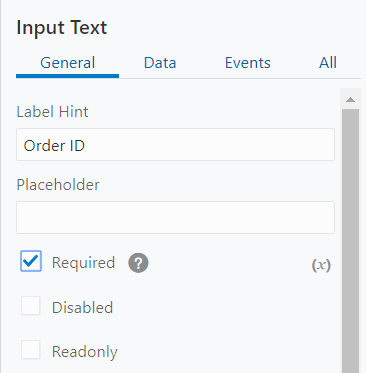 Input Text
General Data Events All
Label Hint
Order ID
Placeholder
Required ? (x)
Disabled
Readonly